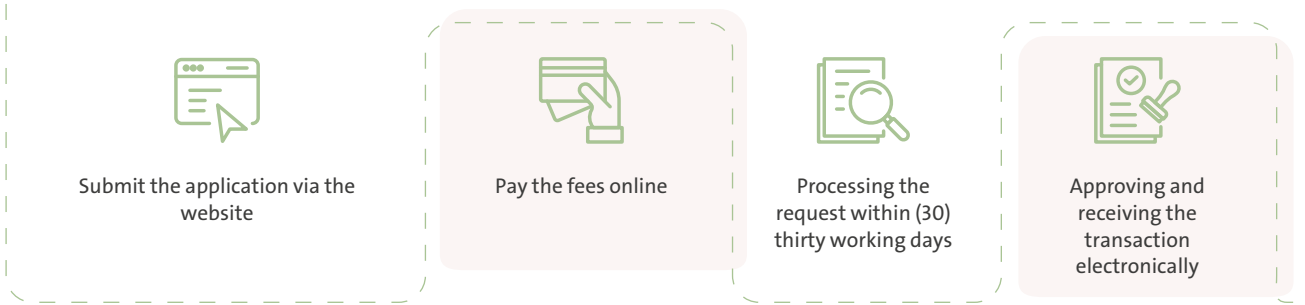 Submit the application via the
website
Pay the fees online
Processing the
request within (30)
thirty working days
Approving and
receiving the
transaction
electronically